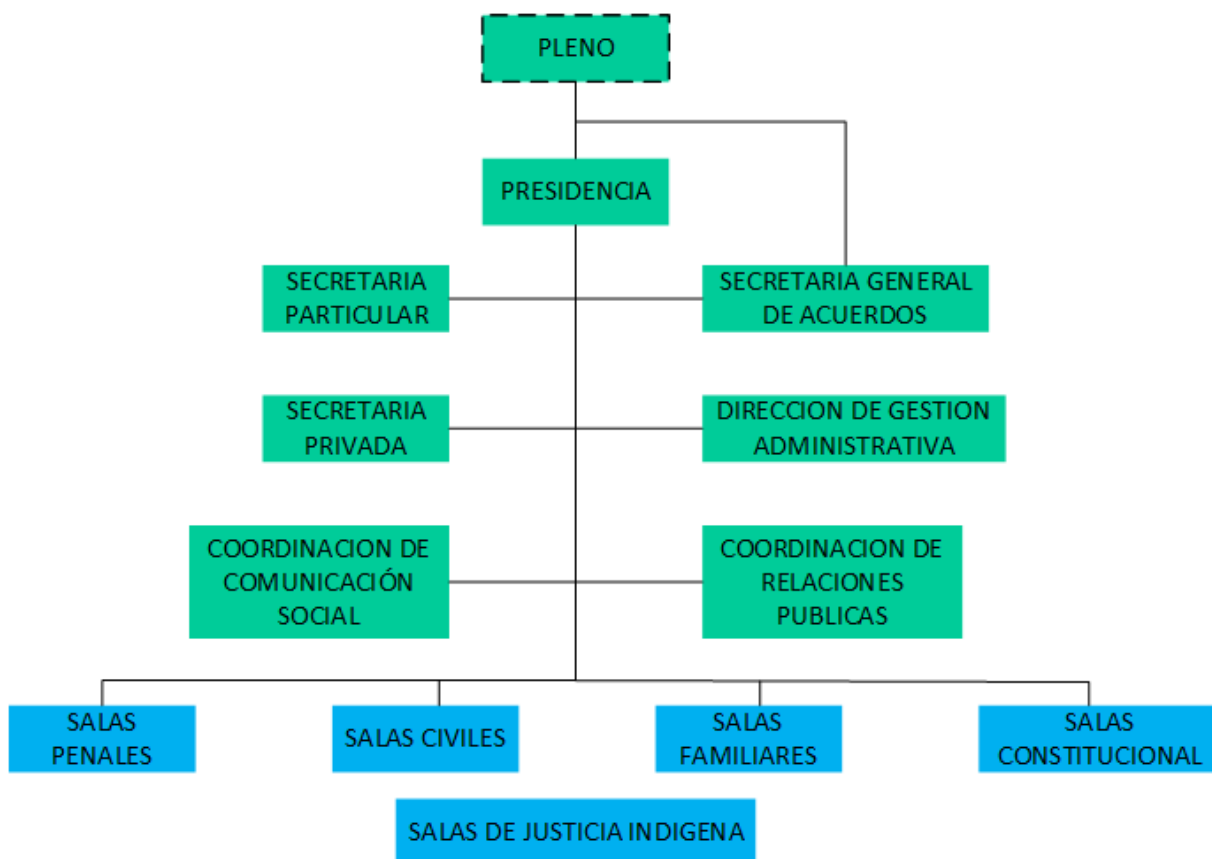 PLENO
PRESIDENCIA
SECRETARIA
PARTICULAR
SECRETARIA GENERAL
DE ACUERDOS
SECRETARIA
PRIVADA
DIRECCION DE GESTION
ADMINISTRATIVA
COORDINACION DE
COMUNICACIÓN
SOCIAL
COORDINACION DE
RELACIONES
PUBLICAS
SALAS
PENALES
SALAS CIVILES
SALAS
FAMILIARES
SALAS
CONSTITUCIONAL
SALAS DE JUSTICIA INDIGENA